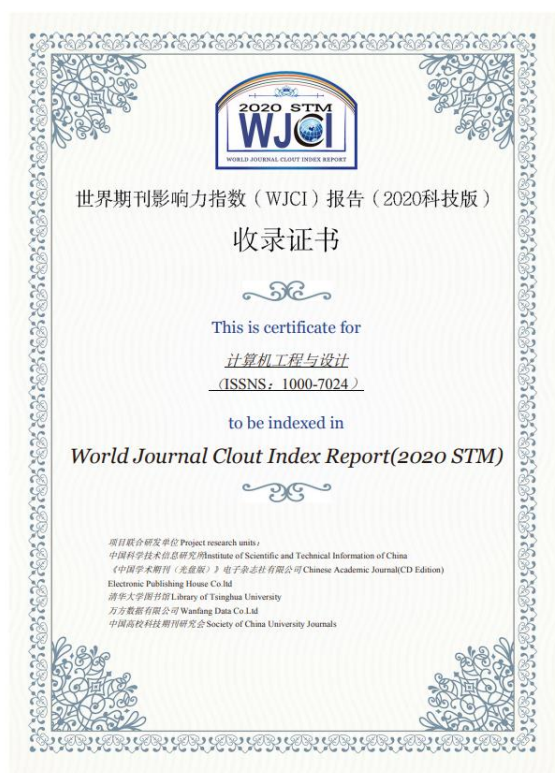 2020 STM
WJCI
WORLD JOURNAL CLOUT INDEX REPORT
世界期刊影响力指数（WJCI）报告（2020科技版）
收录证书
This is certificate for
计算机工程与设计
（ISSNS：1000-7024）
to be indexed in
World Journal Clout Index Report(2020 STM)
项目联合研发单位 Project research units：
中国科学技术信息研究所Institute of Scientific and Technical Information of China
《中国学术期刊（光盘版）》电子杂志社有限公司 Chinese Academic Journal(CD Edition)
Electronic Publishing House Co.ltd
清华大学图书馆 Library of Tsinghua University
万方数据有限公司 Wanfang Data Co.Ltd
中国高校科技期刊研究会 Society of China University Journals